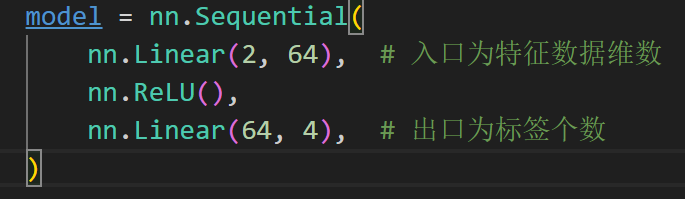 model = nn.Sequential(
    nn.Linear(2, 64),  # 入口为特征数据维数
    nn.ReLU(),
    nn.Linear(64, 4),  # 出口为标签个数
)